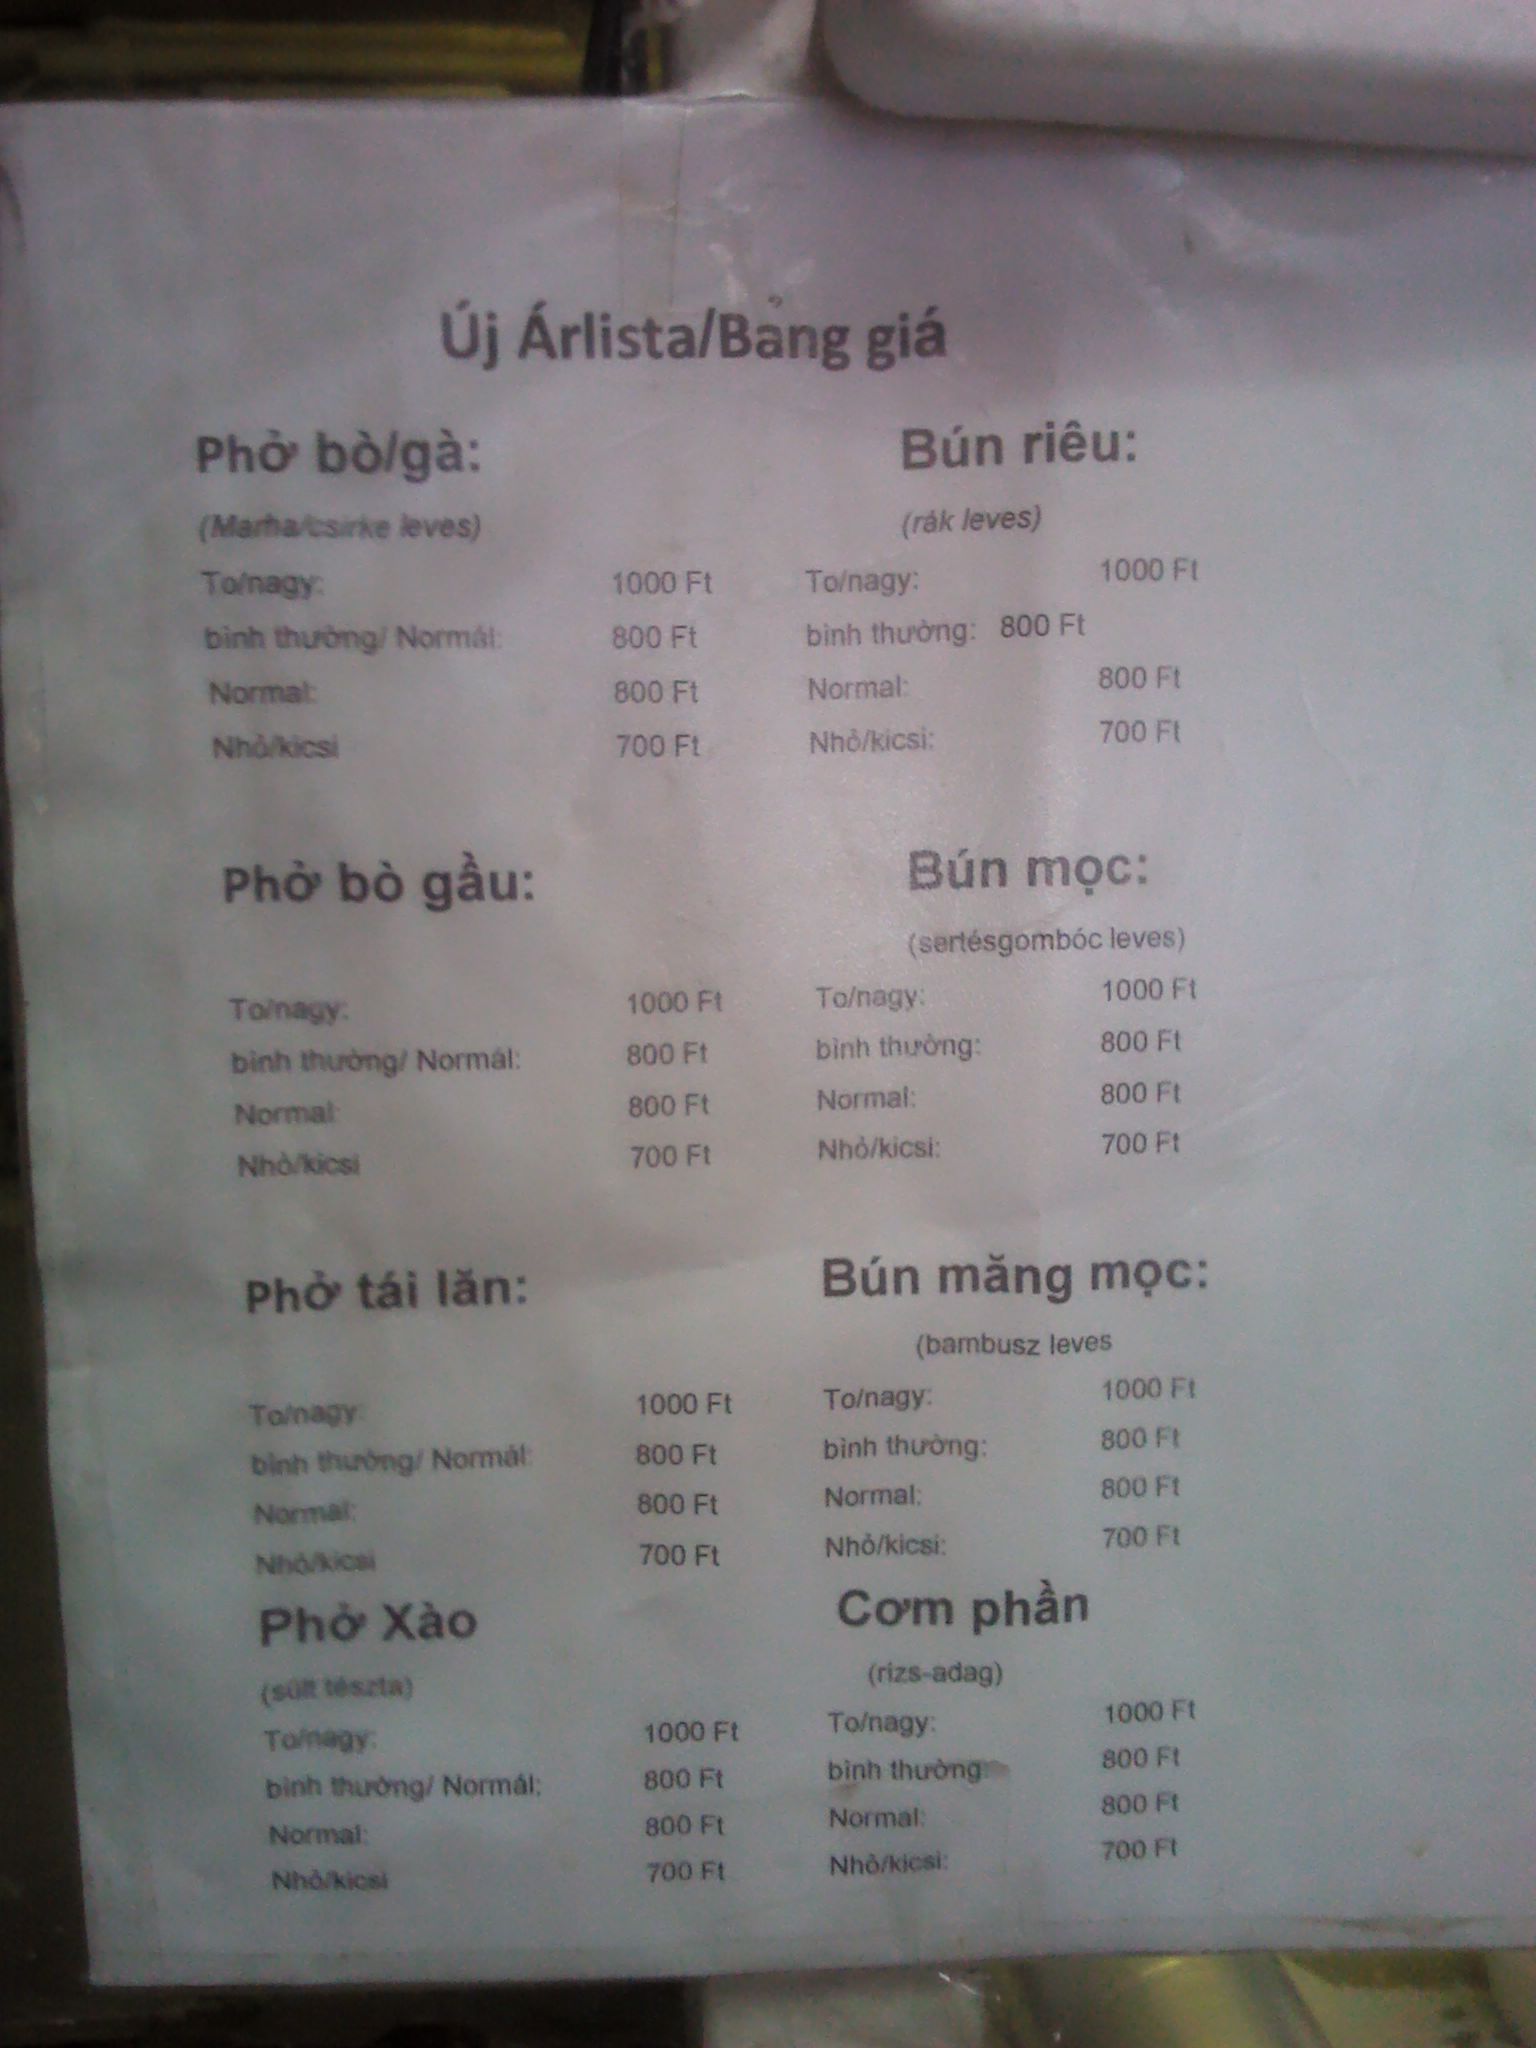 Új Árlista/Bảng giá
Phở bò/gà:
(Marha/csirke leves)
To/nagy: 1000 Ft
bình thường/ Normál: 800 Ft
Normal: 800 Ft
Nhỏ/kicsi 700 Ft
Bún riêu:
(rák leves)
To/nagy: 1000 Ft
bình thường: 800 Ft
Normal: 800 Ft
Nhỏ/kicsi: 700 Ft
Phở bò gầu:
To/nagy: 1000 Ft
bình thường/ Normál: 800 Ft
Normal: 800 Ft
Nhỏ/kicsi 700 Ft
Bún mọc:
(sertésgombóc leves)
To/nagy: 1000 Ft
bình thường: 800 Ft
Normal: 800 Ft
Nhỏ/kicsi: 700 Ft
Phở tái lăn:
To/nagy: 1000 Ft
bình thường/ Normál: 800 Ft
Normal: 800 Ft
Nhỏ/kicsi 700 Ft
Bún măng mọc:
(bambusz leves
To/nagy: 1000 Ft
bình thường: 800 Ft
Normal: 800 Ft
Nhỏ/kicsi: 700 Ft
Phở Xào
(sült tészta)
To/nagy: 1000 Ft
bình thường/ Normál: 800 Ft
Normal: 800 Ft
Nhỏ/kicsi 700 Ft
Cơm phần
(rizs-adag)
To/nagy: 1000 Ft
bình thường: 800 Ft
Normal: 800 Ft
Nhỏ/kicsi: 700 Ft